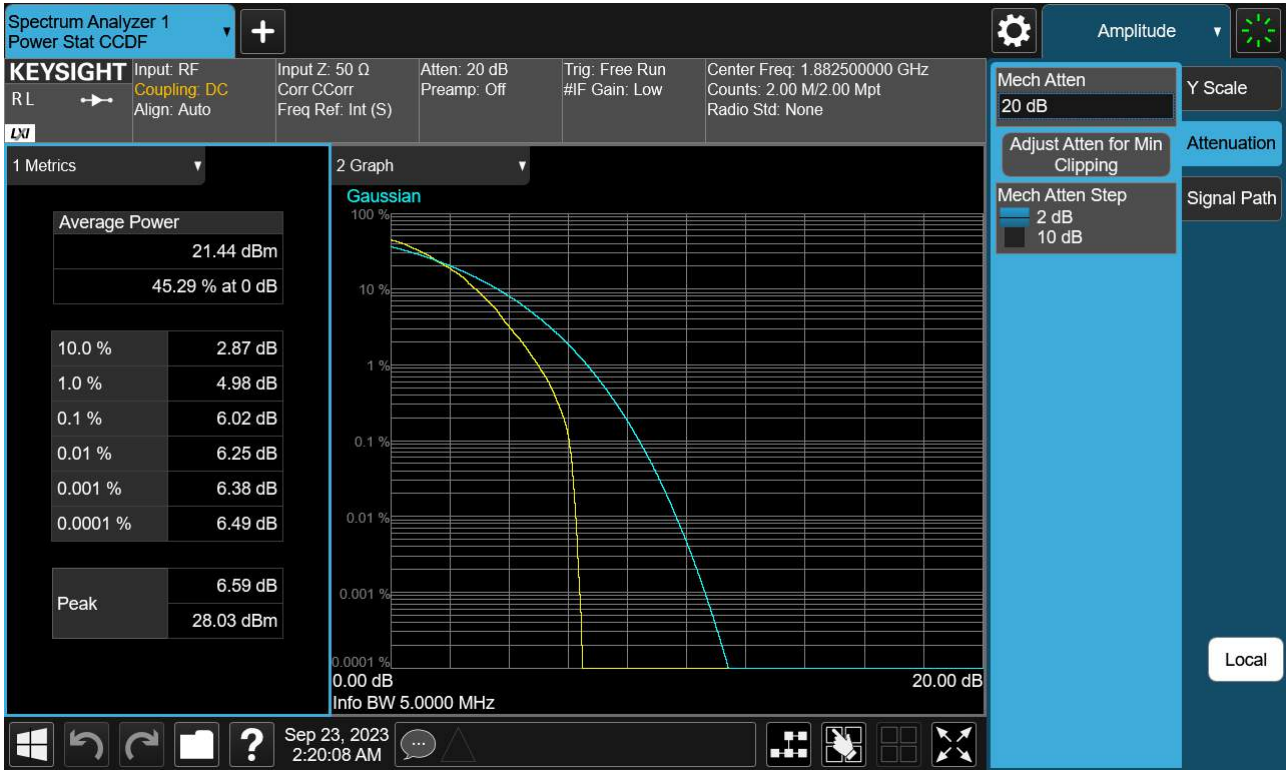 Spectrum Analyzer 1
Power Stat CCDF
Amplitude
KEYSIGHT
R L
LXI
Input: RF
Coupling: DC
Align: Auto
Input Z: 50 Ω
Corr CCorr
Freq Ref: Int (S)
Atten: 20 dB
Preamp: Off
Trig: Free Run
#IF Gain: Low
Center Freq: 1.882500000 GHz
Counts: 2.00 M/2.00 Mpt
Radio Std: None
Mech Atten
20 dB
Adjust Atten for Min
Clipping
Mech Atten Step
2 dB
10 dB
Y Scale
Attenuation
Signal Path
Local
1 Metrics
Average Power
21.44 dBm
45.29 % at 0 dB
10.0 % 2.87 dB
1.0 % 4.98 dB
0.1 % 6.02 dB
0.01 % 6.25 dB
0.001 % 6.38 dB
0.0001 % 6.49 dB
Peak
6.59 dB
28.03 dBm
2 Graph
Gaussian
100 %
10 %
1 %
0.1 %
0.01 %
0.001 %
0.0001 %
0.00 dB 20.00 dB
Info BW 5.0000 MHz
?
Sep 23, 2023
2:20:08 AM